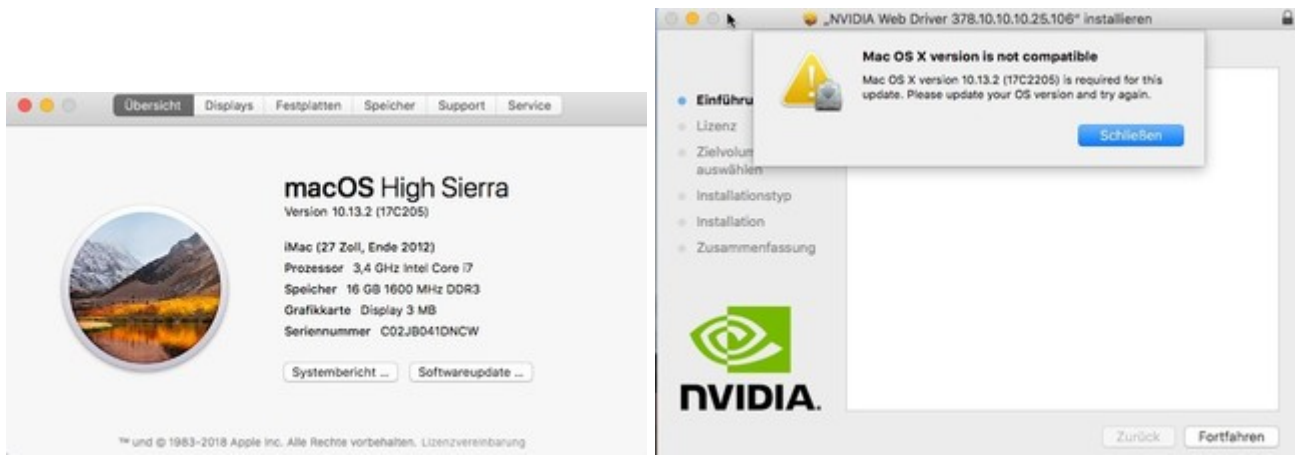 Übersicht Displays Festplatten Speicher Support Service
macOS High Sierra
Version 10.13.2 (17C205)
iMac (27 Zoll, Ende 2012)
Prozessor 3,4 GHz Intel Core i7
Speicher 16 GB 1600 MHz DDR3
Grafikkarte Display 3 MB
Seriennummer C02JB041DNCW
Systembericht ... Softwareupdate ...
™ und © 1983-2018 Apple Inc. Alle Rechte vorbehalten. Lizenzvereinbarung
„NVIDIA Web Driver 378.10.10.10.25.106“ installieren
Mac OS X version is not compatible
Mac OS X version 10.13.2 (17C2205) is required for this
update. Please update your OS version and try again.
Schließen
Einführu
Lizenz
Zielvolum
auswählen
Installationstyp
Installation
Zusammenfassung
NVIDIA.
Zurück Fortfahren